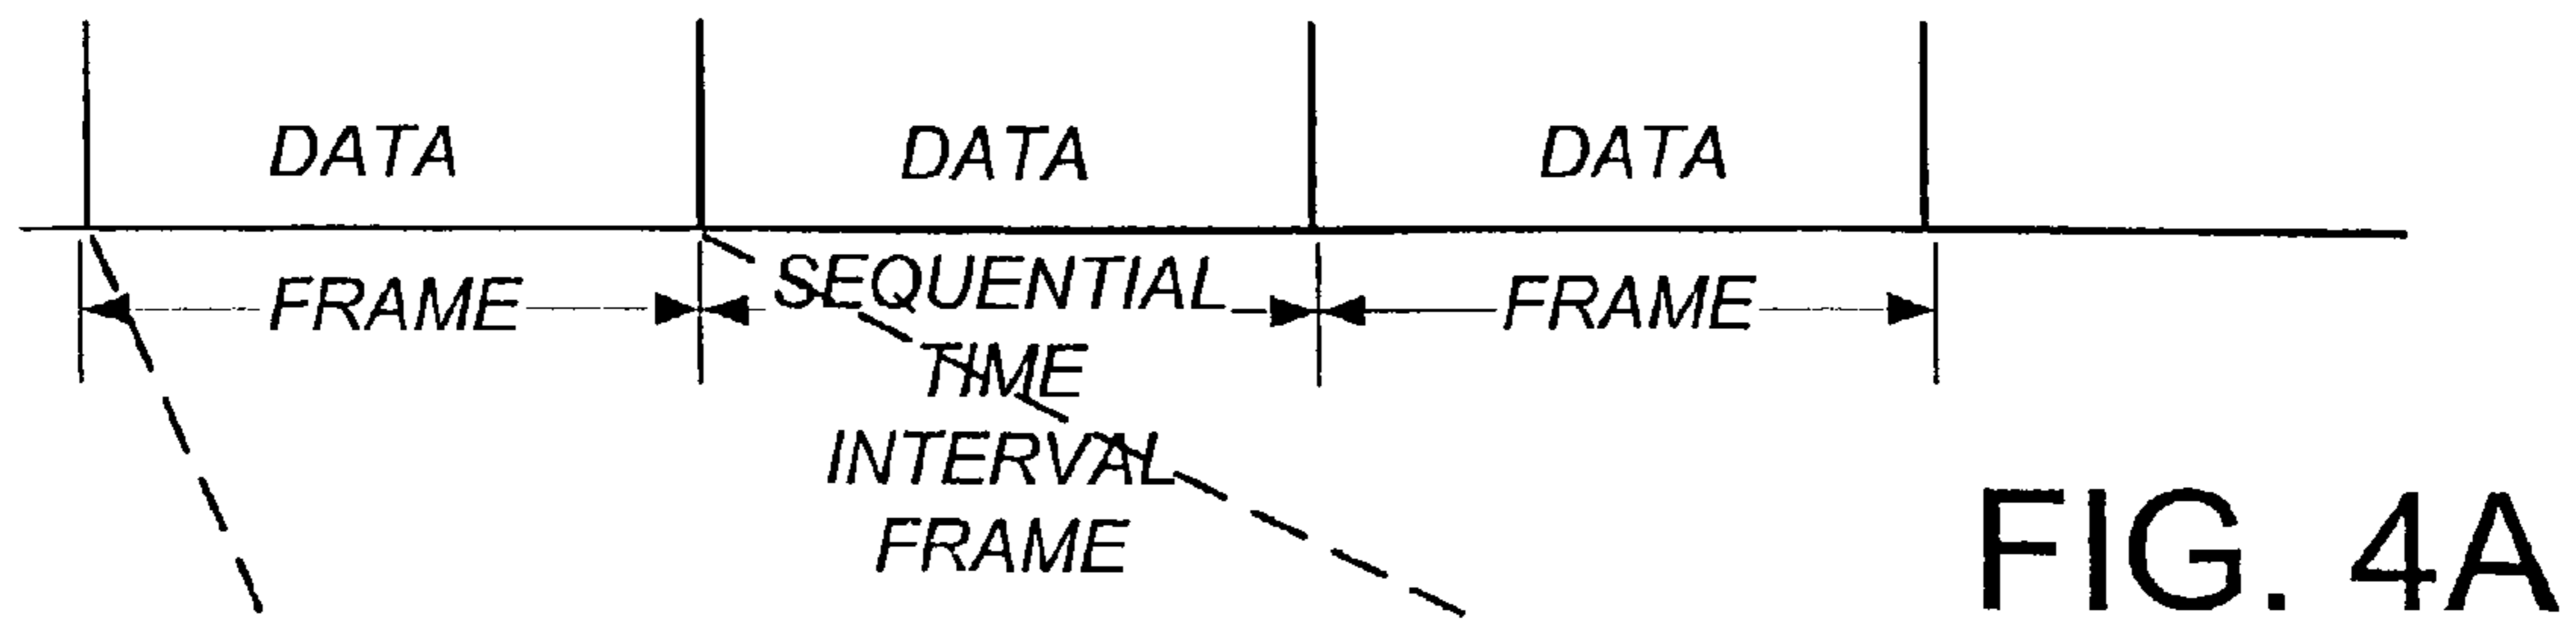 DATA DATA DATA
FRAME SEQUENTIAL FRAME
TIME
INTERVAL
FRAME
FIG. 4A